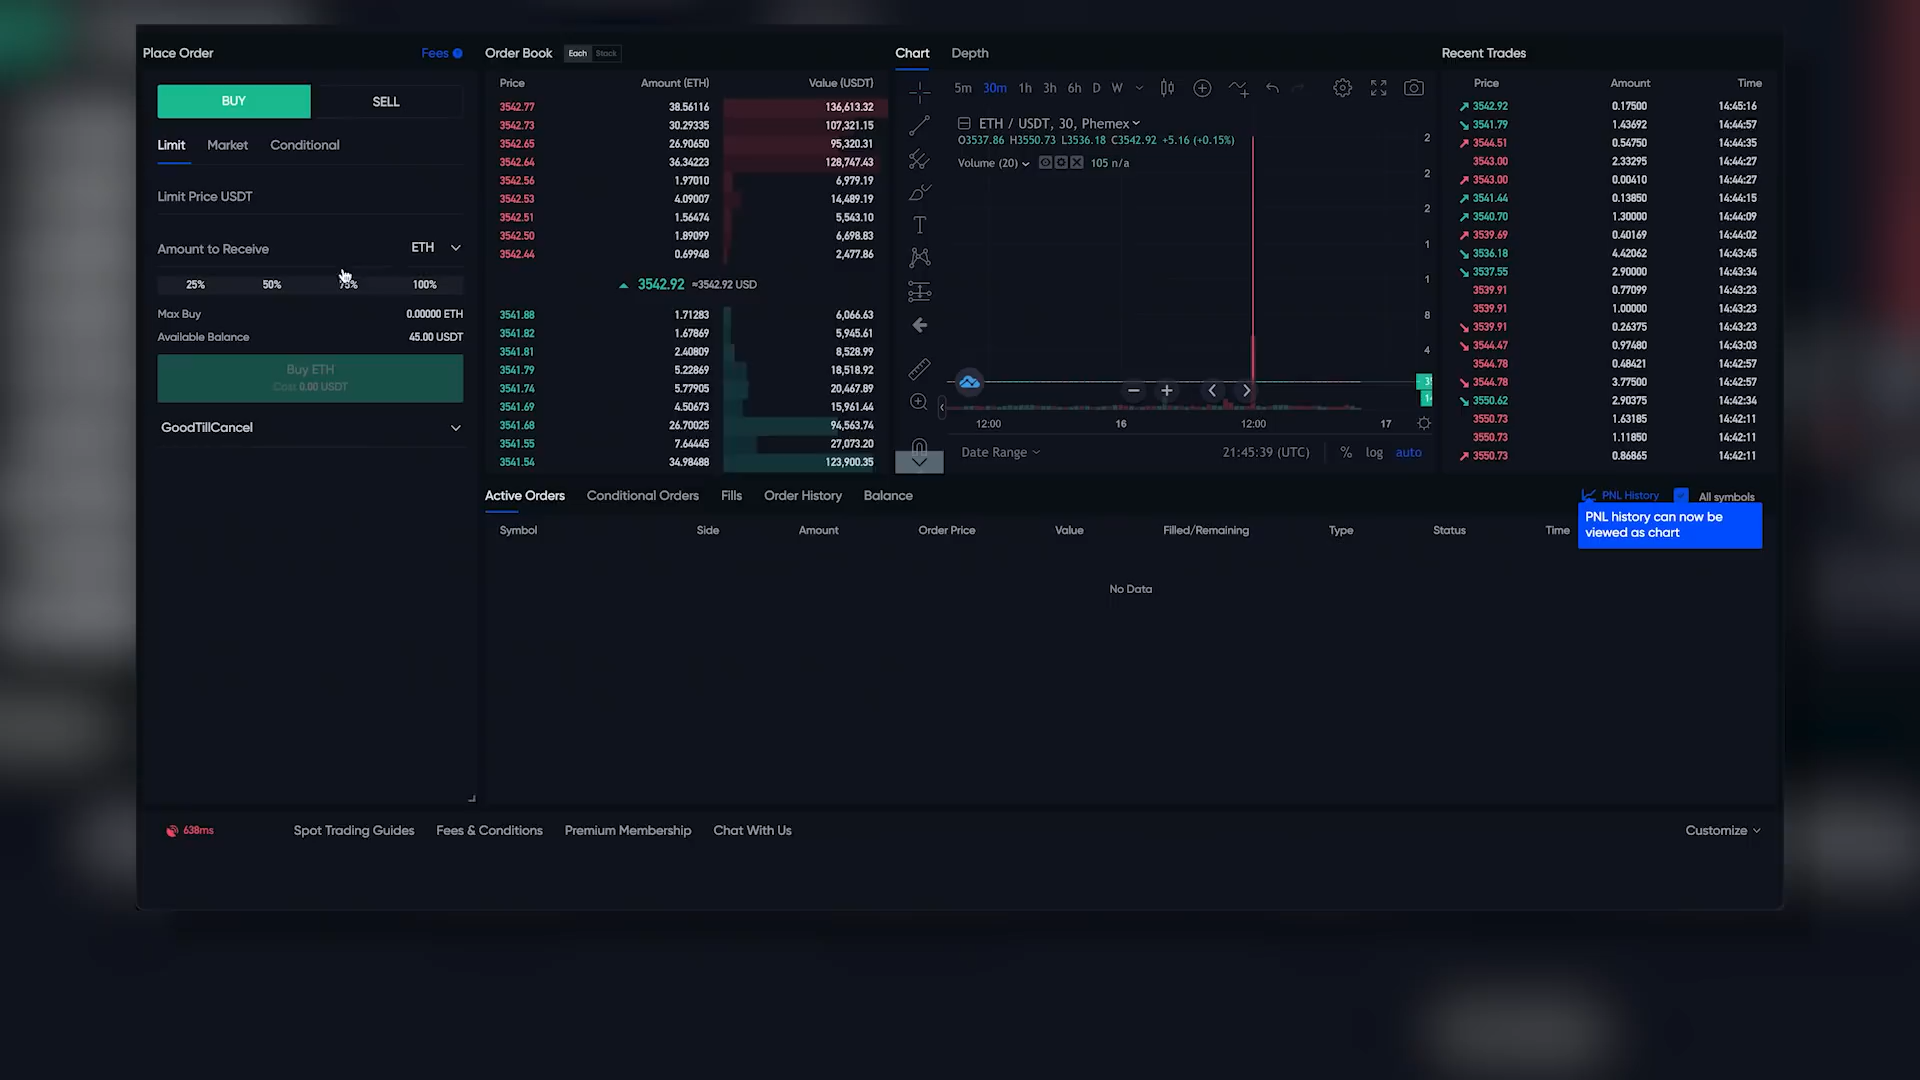 Place Order
Fees
BUY
SELL
Limit
Market
Conditional
Limit Price USDT
Amount to Receive
ETH
25%
50%
75%
100%
Max Buy
0.00000 ETH
Available Balance
45.00 USDT
Buy ETH
Cost 0.00 USDT
GoodTillCancel
Order Book
Each
Stack
Price Amount (ETH) Value (USDT)
3542.77 38.56116 136,613.32
3542.73 30.29335 107,321.15
3542.65 26.90650 95,320.31
3542.64 36.34223 128,747.43
3542.56 1.97010 6,979.19
3542.53 4.09007 14,489.19
3542.51 1.56474 5,543.10
3542.50 1.89099 6,698.83
3542.44 0.69948 2,477.86
3542.92 ≈3542.92 USD
3541.88 1.71283 6,066.63
3541.82 1.67869 5,945.61
3541.81 2.40809 8,528.99
3541.79 5.22869 18,518.92
3541.74 5.77905 20,467.89
3541.69 4.50673 15,961.44
3541.68 26.70025 94,563.74
3541.55 7.64445 27,073.20
3541.54 34.98488 123,900.35
Chart
Depth
5m 30m 1h 3h 6h D W
ETH / USDT, 30, Phemex
O3537.86 H3550.73 L3536.18 C3542.92 +5.16 (+0.15%)
Volume (20) 105 n/a
2
2
2
1
1
8
4
12:00 16 12:00 17
Date Range
21:45:39 (UTC)
% log auto
Recent Trades
Price Amount Time
3542.92 0.17500 14:45:16
3541.79 1.43692 14:44:57
3544.51 0.54750 14:44:35
3543.00 2.33295 14:44:27
3543.00 0.00410 14:44:27
3541.44 0.13850 14:44:15
3540.70 1.30000 14:44:09
3539.69 0.40169 14:44:02
3536.18 4.42062 14:43:45
3537.55 2.90000 14:43:34
3539.91 0.77099 14:43:23
3539.91 1.00000 14:43:23
3539.91 0.26375 14:43:23
3544.47 0.97480 14:43:03
3544.78 0.48421 14:42:57
3544.78 3.77500 14:42:57
3550.62 2.90375 14:42:34
3550.73 1.63185 14:42:11
3550.73 1.11850 14:42:11
3550.73 0.86865 14:42:11
Active Orders
Conditional Orders
Fills
Order History
Balance
PNL History
All symbols
PNL history can now be
viewed as chart
Symbol Side Amount Order Price Value Filled/Remaining Type Status Time
No Data
638ms
Spot Trading Guides
Fees & Conditions
Premium Membership
Chat With Us
Customize